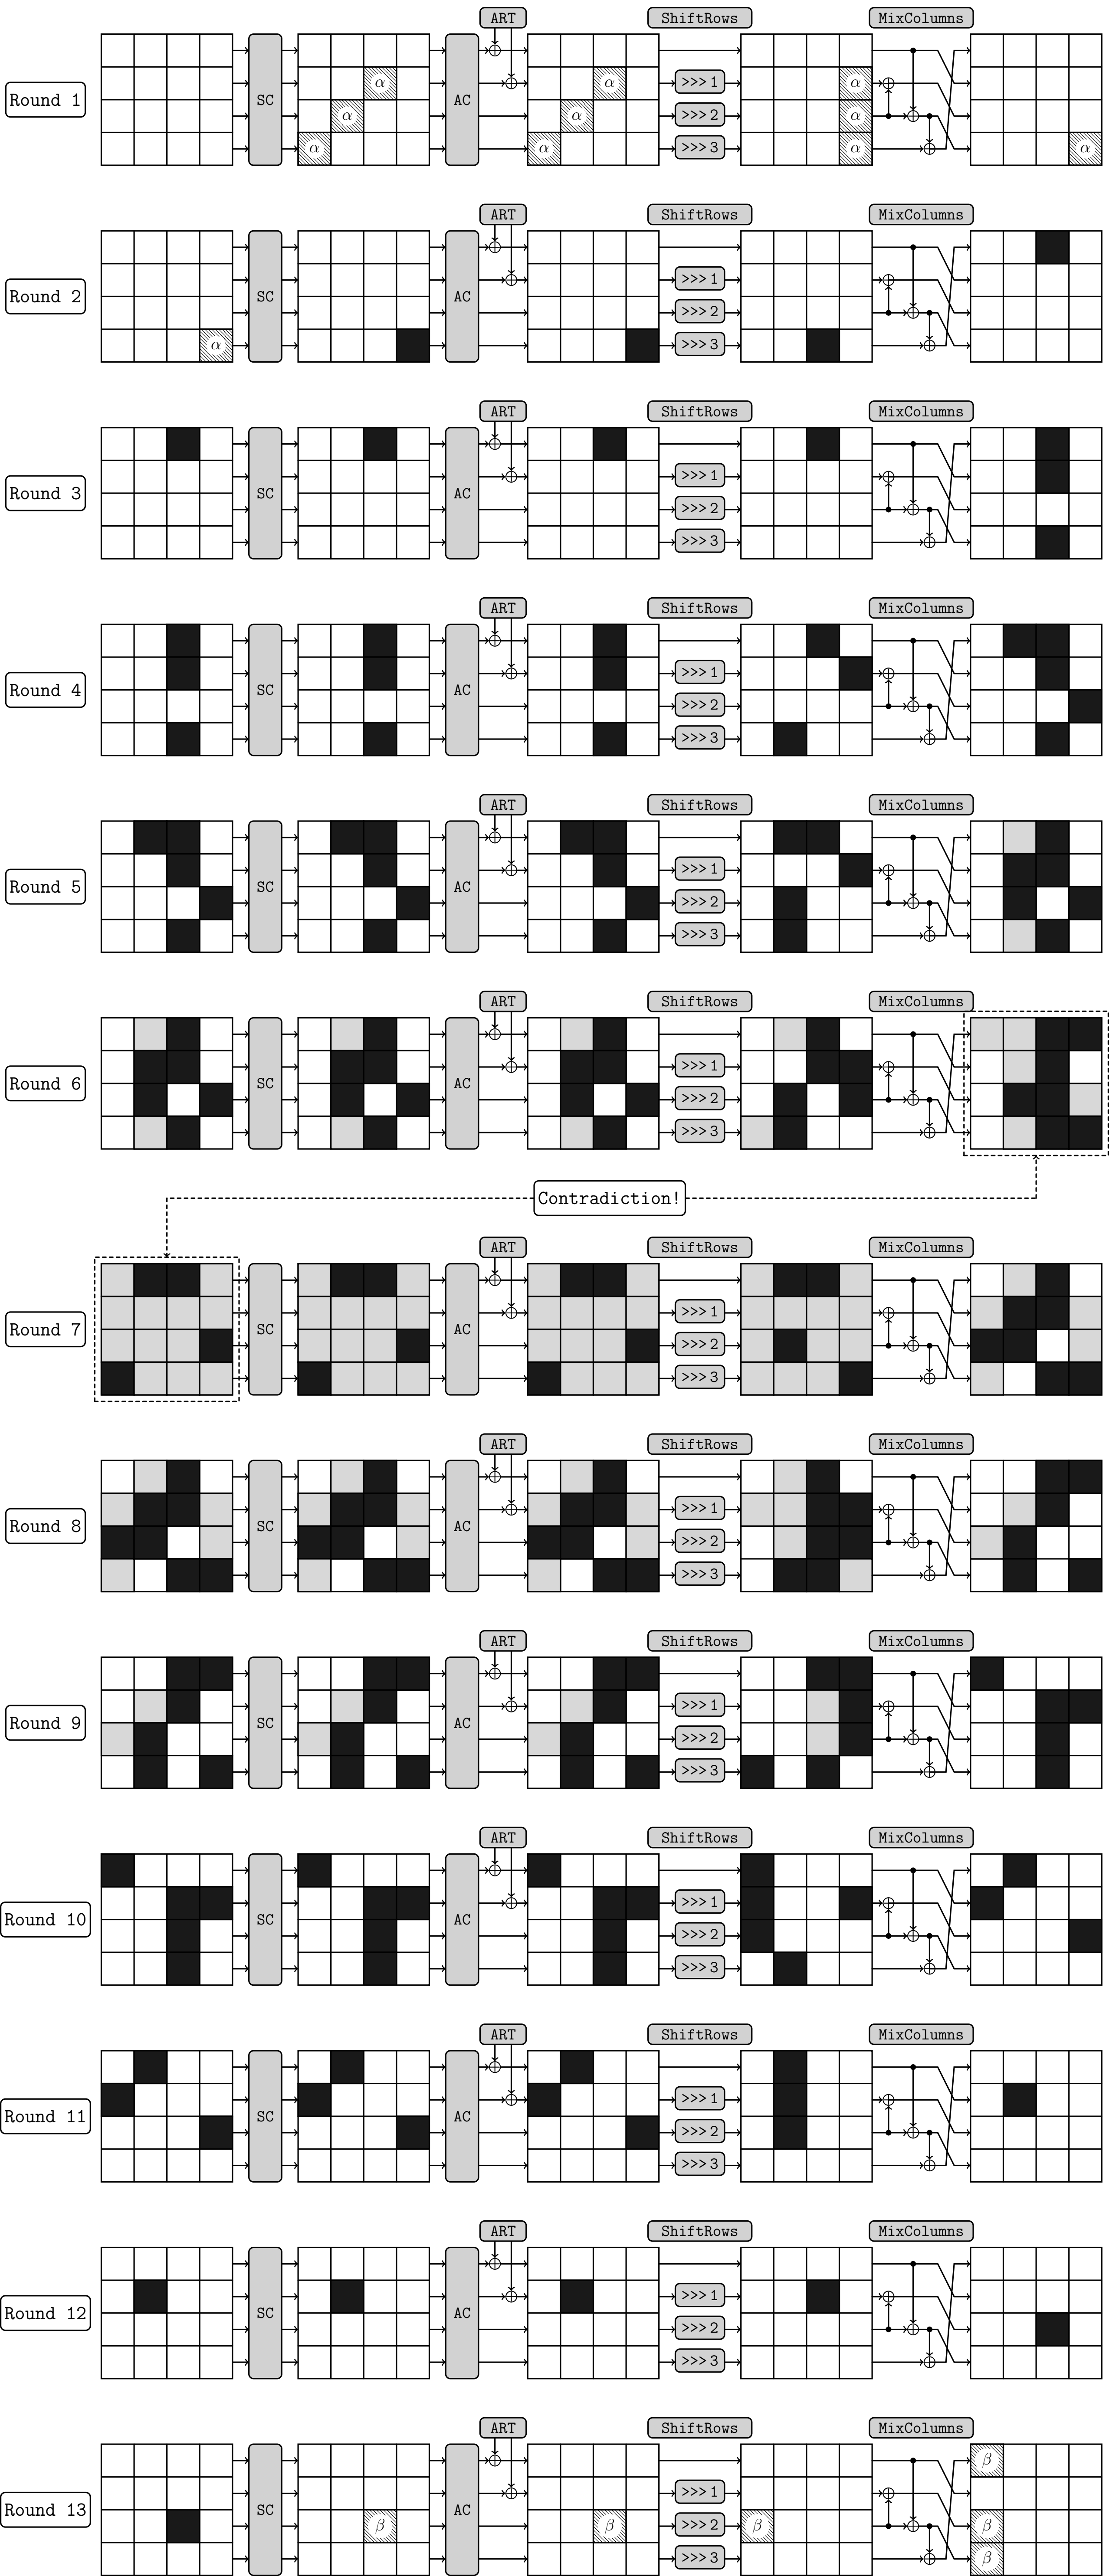 ART ShiftRows MixColumns
α α
Round 1 SC α AC α >>> 1 α
>>> 2
α α >>> 3 α α
ART ShiftRows MixColumns
Round 2 SC AC >>> 1
>>> 2
α >>> 3
ART ShiftRows MixColumns
Round 3 SC AC >>> 1
>>> 2
>>> 3
ART ShiftRows MixColumns
Round 4 SC AC >>> 1
>>> 2
>>> 3
ART ShiftRows MixColumns
Round 5 SC AC >>> 1
>>> 2
>>> 3
ART ShiftRows MixColumns
Round 6 SC AC >>> 1
>>> 2
>>> 3
Contradiction!
ART ShiftRows MixColumns
Round 7 SC AC >>> 1
>>> 2
>>> 3
ART ShiftRows MixColumns
Round 8 SC AC >>> 1
>>> 2
>>> 3
ART ShiftRows MixColumns
Round 9 SC AC >>> 1
>>> 2
>>> 3
ART ShiftRows MixColumns
Round 10 SC AC >>> 1
>>> 2
>>> 3
ART ShiftRows MixColumns
Round 11 SC AC >>> 1
>>> 2
>>> 3
ART ShiftRows MixColumns
Round 12 SC AC >>> 1
>>> 2
>>> 3
ART ShiftRows MixColumns
β
Round 13 SC AC >>> 1
β β >>> 2 β β
>>> 3 β